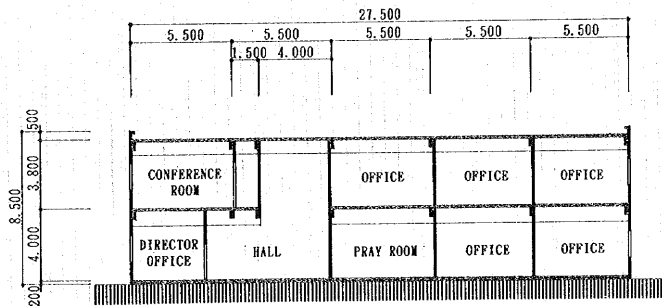 27.500
5.500 5.500 5.500 5.500 5.500
1.500 4.000
500
3.800
8.500
4.000
200
CONFERENCE
ROOM
OFFICE OFFICE OFFICE
DIRECTOR
OFFICE
HALL PRAY ROOM OFFICE OFFICE